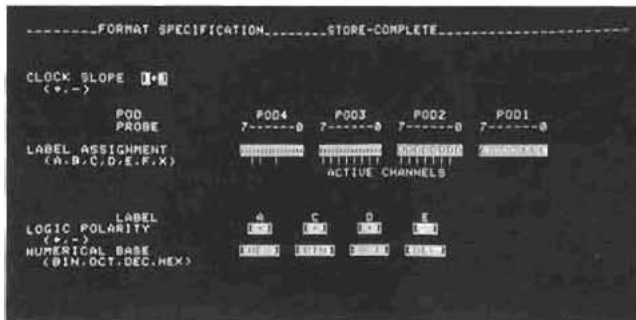 FORMAT SPECIFICATION STORE-COMPLETE
CLOCK SLOPE [+]
(+,-)
POD POD4 POD3 POD2 POD1
PROBE 7------0 7------0 7------0 7------0
LABEL ASSIGNMENT
(A,B,C,D,E,F,X)
ACTIVE CHANNELS
LABEL A C D E
LOGIC POLARITY
(+,-)
NUMERICAL BASE
(BIN,OCT,DEC,HEX)